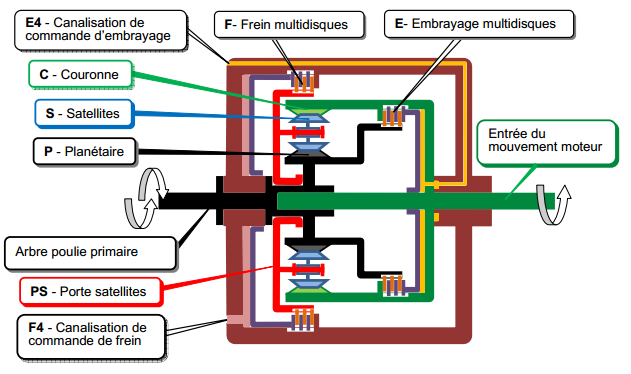 E4 - Canalisation de
commande d'embrayage
F- Frein multidisques
E- Embrayage multidisques
C - Couronne
S - Satellites
P - Planétaire
Entrée du
mouvement moteur
Arbre poulie primaire
PS - Porte satellites
F4 - Canalisation de
commande de frein